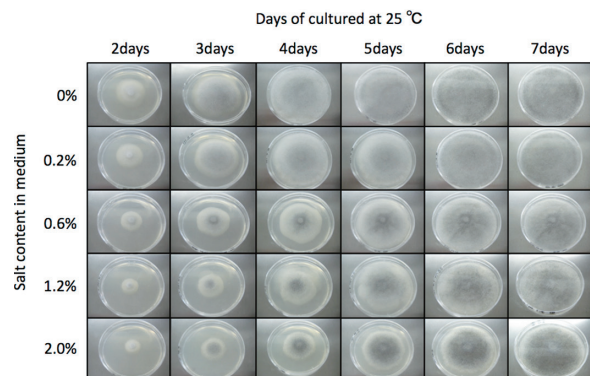 Days of cultured at 25 ℃
2days 3days 4days 5days 6days 7days
Salt content in medium
0%
0.2%
0.6%
1.2%
2.0%